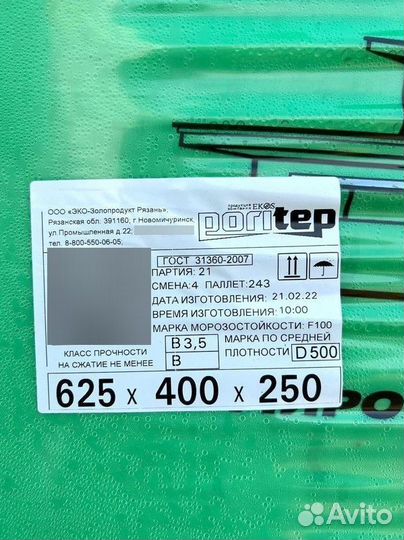 ООО «ЭКО-Золопродукт Рязань»,
Рязанская обл. 391160, г.Новомичуринск,
ул.Промышленная д.22;
тел. 8-800-550-06-05;
EKOS
poritep
ГОСТ 31360-2007
ПАРТИЯ: 21
СМЕНА:4 ПАЛЛЕТ:243
ДАТА ИЗГОТОВЛЕНИЯ: 21.02.22
ВРЕМЯ ИЗГОТОВЛЕНИЯ: 10:00
МАРКА МОРОЗОСТОЙКОСТИ: F100
КЛАСС ПРОЧНОСТИ
НА СЖАТИЕ НЕ МЕНЕЕ
В 3,5
В
МАРКА ПО СРЕДНЕЙ
ПЛОТНОСТИ D 500
625 х 400 х 250
Avito